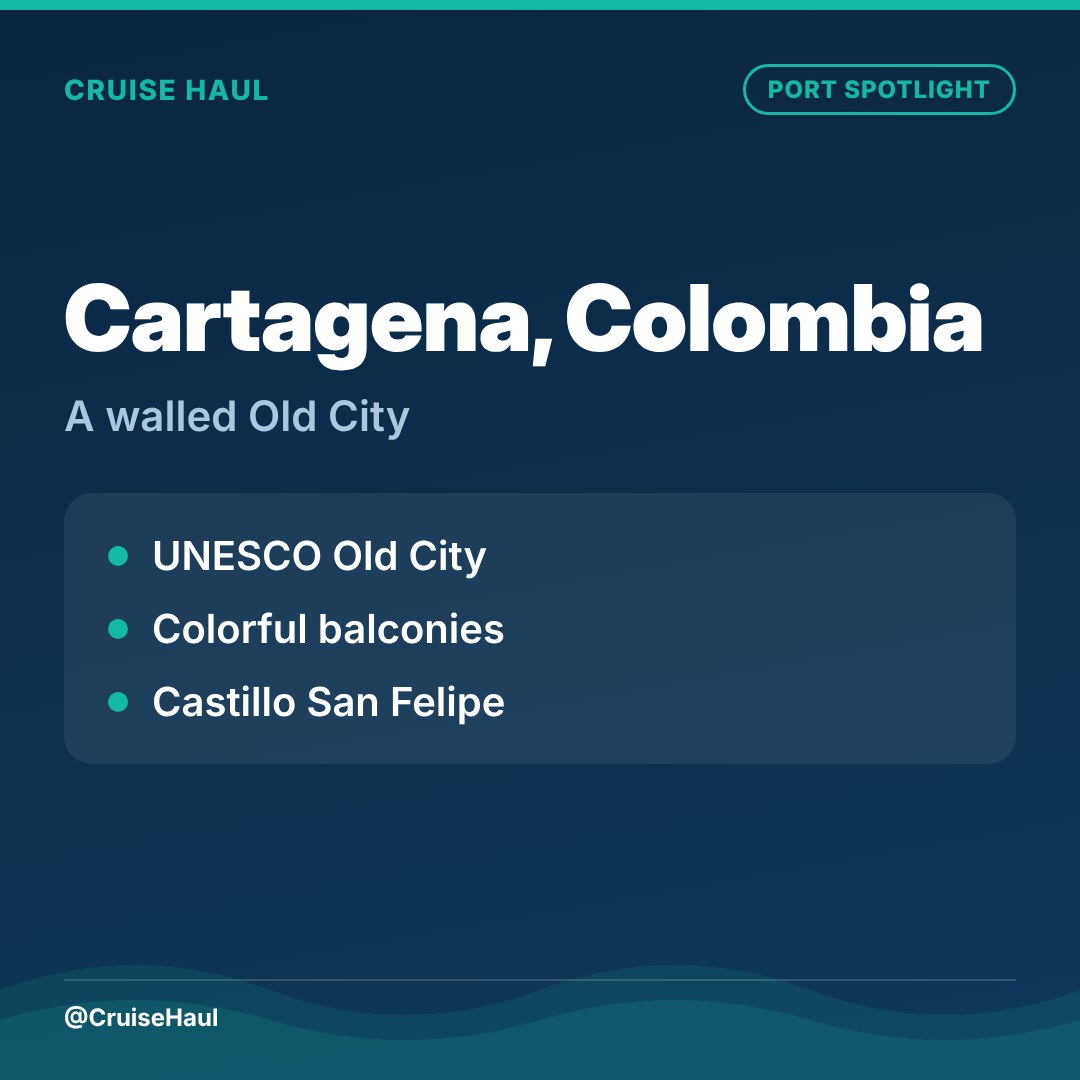 CRUISE HAUL
PORT SPOTLIGHT
Cartagena, Colombia
A walled Old City
UNESCO Old City
Colorful balconies
Castillo San Felipe
@CruiseHaul